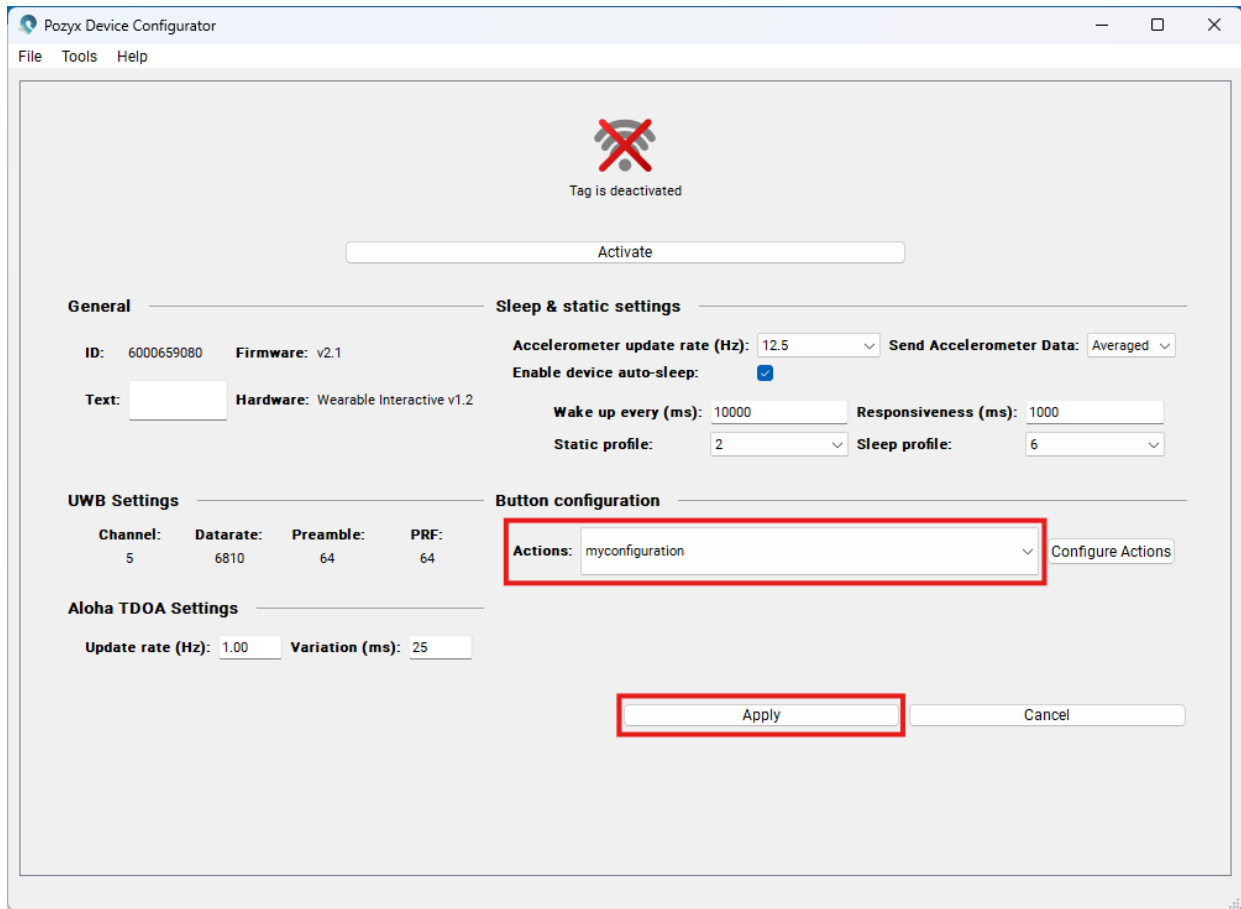 Pozyx Device Configurator
File Tools Help
Tag is deactivated
Activate
General
ID: 6000659080 Firmware: v2.1
Text: Hardware: Wearable Interactive v1.2
Sleep & static settings
Accelerometer update rate (Hz): 12.5 Send Accelerometer Data: Averaged
Enable device auto-sleep:
Wake up every (ms): 10000 Responsiveness (ms): 1000
Static profile: 2 Sleep profile: 6
UWB Settings
Channel: Datarate: Preamble: PRF:
5 6810 64 64
Button configuration
Actions: myconfiguration Configure Actions
Aloha TDOA Settings
Update rate (Hz): 1.00 Variation (ms): 25
Apply Cancel